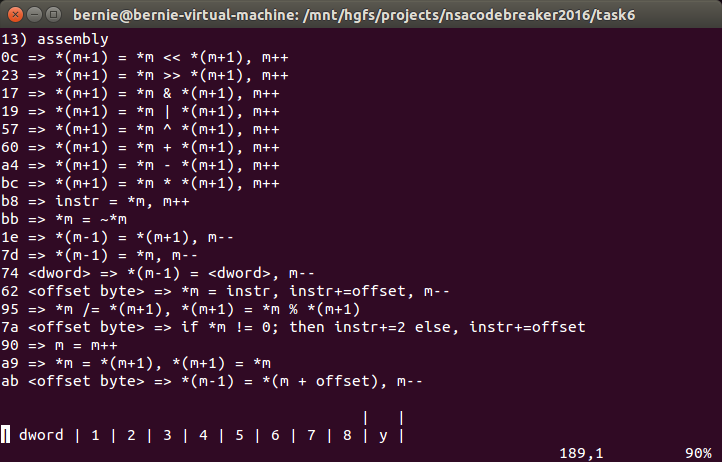 bernie@bernie-virtual-machine: /mnt/hgfs/projects/nsacodebreaker2016/task6
13) assembly
0c => *(m+1) = *m << *(m+1), m++
23 => *(m+1) = *m >> *(m+1), m++
17 => *(m+1) = *m & *(m+1), m++
19 => *(m+1) = *m | *(m+1), m++
57 => *(m+1) = *m ^ *(m+1), m++
60 => *(m+1) = *m + *(m+1), m++
a4 => *(m+1) = *m - *(m+1), m++
bc => *(m+1) = *m * *(m+1), m++
b8 => instr = *m, m++
bb => *m = ~*m
1e => *(m-1) = *(m+1), m--
7d => *(m-1) = *m, m--
74 <dword> => *(m-1) = <dword>, m--
62 <offset byte> => *m = instr, instr+=offset, m--
95 => *m /= *(m+1), *(m+1) = *m % *(m+1)
7a <offset byte> => if *m != 0; then instr+=2 else, instr+=offset
90 => m = m++
a9 => *m = *(m+1), *(m+1) = *m
ab <offset byte> => *(m-1) = *(m + offset), m--
|   |
| dword | 1 | 2 | 3 | 4 | 5 | 6 | 7 | 8 | y |
189,1 90%